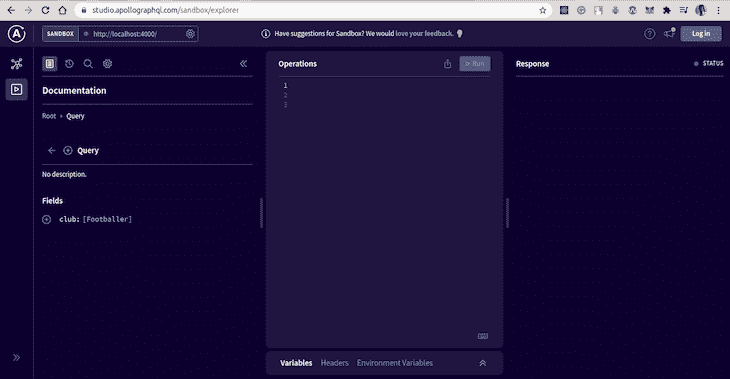 studio.apollographql.com/sandbox/explorer
SANDBOX http://localhost:4000/
Have suggestions for Sandbox? We would love your feedback.
Log in
Documentation
Root › Query
Query
No description.
Fields
club: [Footballer]
Operations
Run
1
2
3
Variables Headers Environment Variables
Response
STATUS